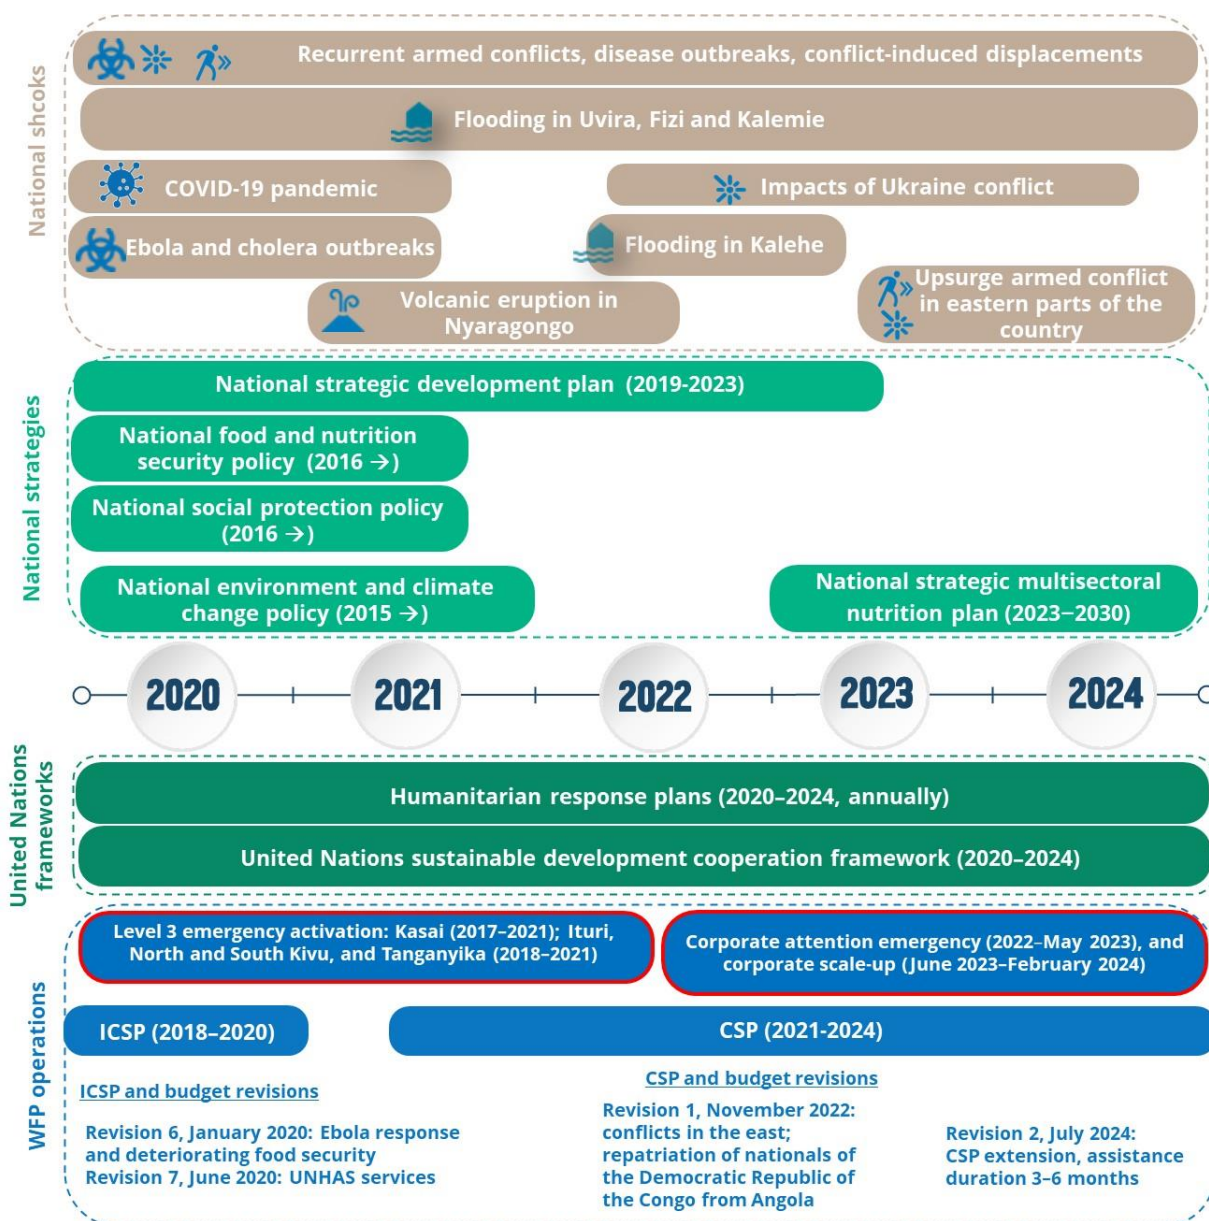 National shcoks
Recurrent armed conflicts, disease outbreaks, conflict-induced displacements
Flooding in Uvira, Fizi and Kalemie
COVID-19 pandemic
Impacts of Ukraine conflict
Ebola and cholera outbreaks
Flooding in Kalehe
Volcanic eruption in
Nyaragongo
Upsurge armed conflict
in eastern parts of the
country
National strategies
National strategic development plan (2019-2023)
National food and nutrition
security policy (2016 →)
National social protection policy
(2016 →)
National environment and climate
change policy (2015 →)
National strategic multisectoral
nutrition plan (2023–2030)
2020
2021
2022
2023
2024
United Nations
frameworks
Humanitarian response plans (2020–2024, annually)
United Nations sustainable development cooperation framework (2020–2024)
WFP operations
Level 3 emergency activation: Kasai (2017–2021); Ituri,
North and South Kivu, and Tanganyika (2018–2021)
Corporate attention emergency (2022–May 2023), and
corporate scale-up (June 2023–February 2024)
ICSP (2018–2020)
CSP (2021-2024)
ICSP and budget revisions
Revision 6, January 2020: Ebola response
and deteriorating food security
Revision 7, June 2020: UNHAS services
CSP and budget revisions
Revision 1, November 2022:
conflicts in the east;
repatriation of nationals of
the Democratic Republic of
the Congo from Angola
Revision 2, July 2024:
CSP extension, assistance
duration 3–6 months